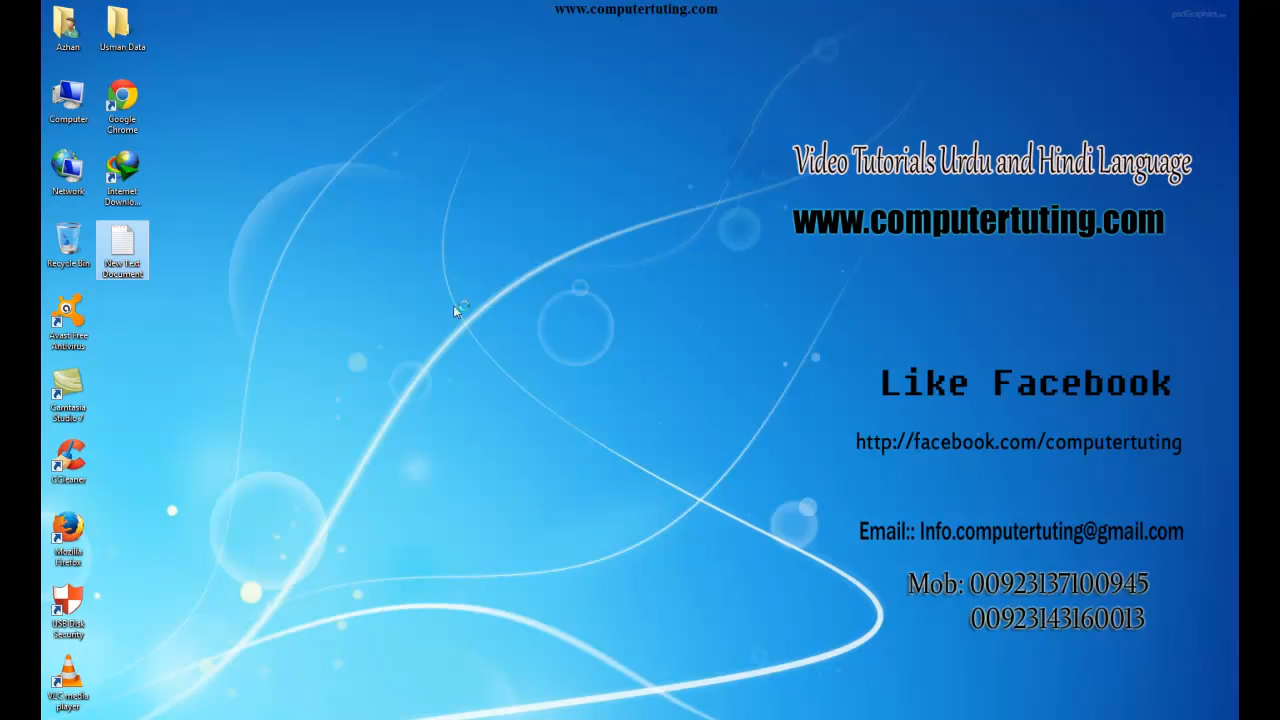 www.computertuting.com
psdGraphics.com
Azhan
Usman Data
Computer
Google
Chrome
Network
Internet
Downlo...
Recycle Bin
New Text
Document
Avast Free
Antivirus
Camtasia
Studio 7
CCleaner
Mozilla
Firefox
USB Disk
Security
VLC media
player
Video Tutorials Urdu and Hindi Language
www.computertuting.com
Like Facebook
http://facebook.com/computertuting
Email:: Info.computertuting@gmail.com
Mob: 00923137100945
00923143160013